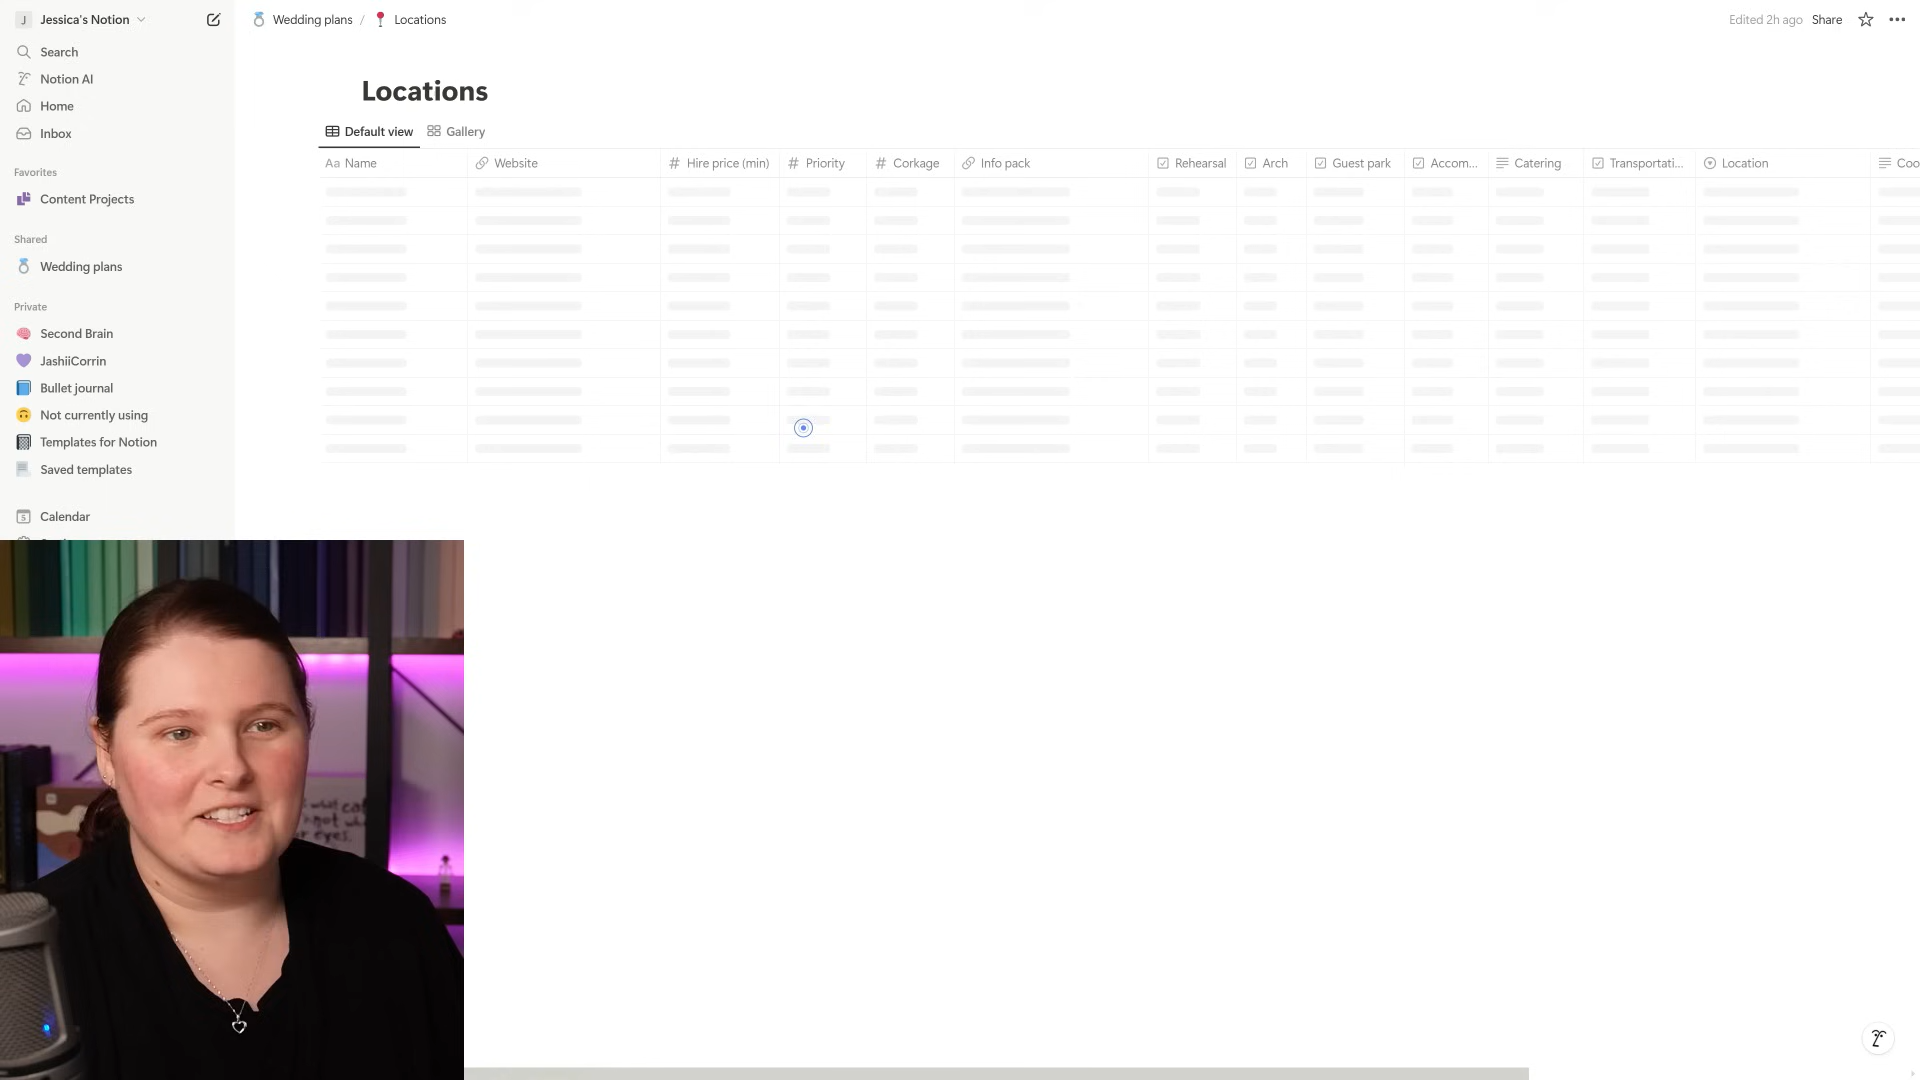 J Jessica's Notion
Wedding plans / Locations
Edited 2h ago Share
Search
Notion AI
Home
Inbox
Favorites
Content Projects
Shared
Wedding plans
Private
Second Brain
JashiiCorrin
Bullet journal
Not currently using
Templates for Notion
Saved templates
5 Calendar
Locations
Default view Gallery
Aa Name Website # Hire price (min) # Priority # Corkage Info pack Rehearsal Arch Guest park Accom... Catering Transportati... Location Coo
what
eyes.